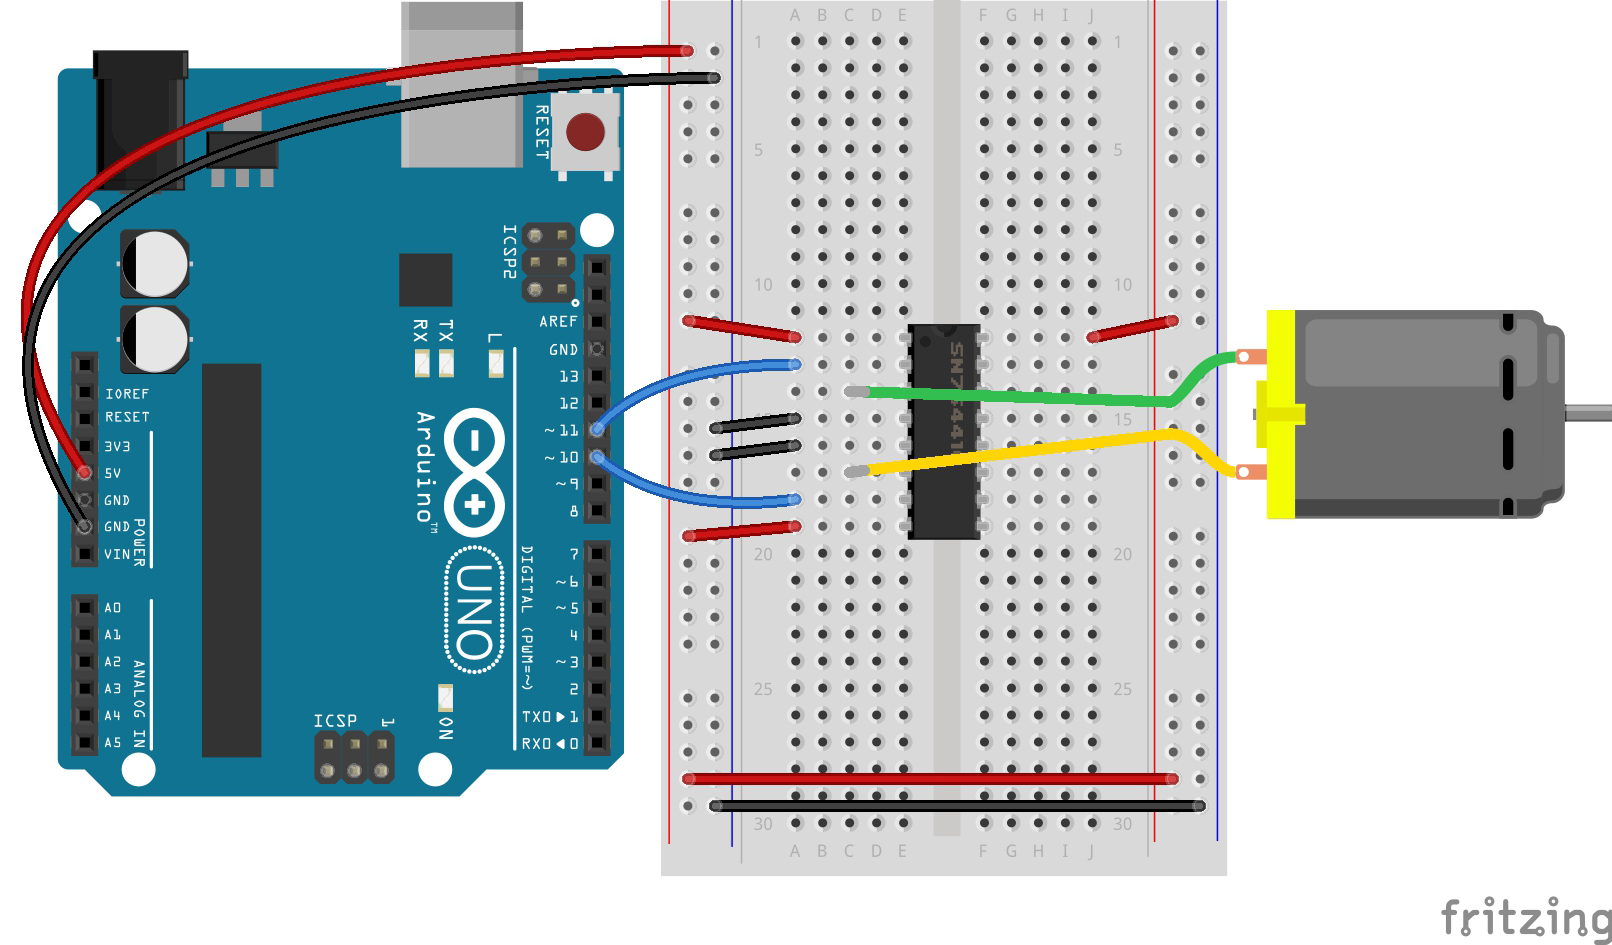 A B C D E F G H I J
1 1
RESET
5 5
ICSP2
10 10
AREF
GND
RX TX L
13
12
~11
~10
~9
8
IOREF
RESET
3V3
5V
GND
GND
VIN
POWER
Arduino™
15
UNO
DIGITAL (PWM=~)
7
~6
~5
4
~3
2
TX0▶1
RX0◀0
20 20
A0
A1
A2
A3
A4
A5
ANALOG IN
25 25
ICSP 1
ON
30 30
A B C D E F G H I J
fritzing